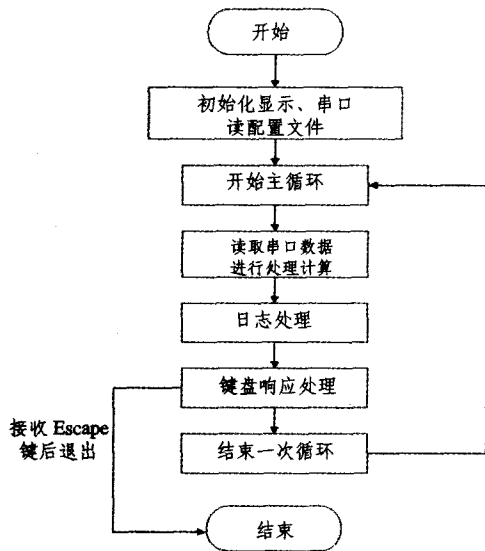 开始
初始化显示、串口
读配置文件
开始主循环
读取串口数据
进行处理计算
日志处理
键盘响应处理
接收 Escape
键后退出
结束一次循环
结束